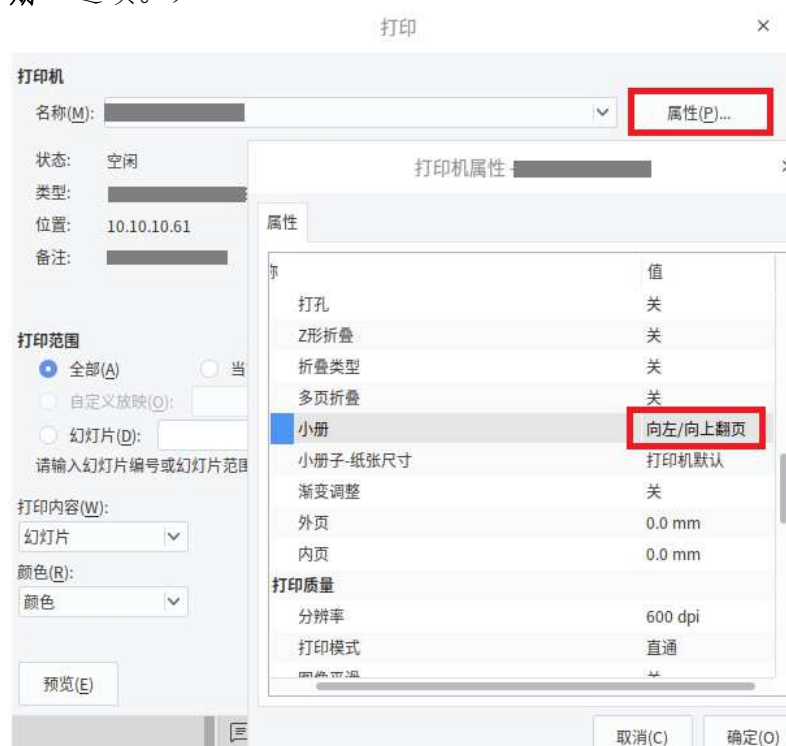 打印
打印机
名称(M):
属性(P)...
状态: 空闲
类型:
位置: 10.10.10.61
备注:
打印机属性 -
属性
值
打孔 关
Z形折叠 关
折叠类型 关
多页折叠 关
小册 向左/向上翻页
小册子-纸张尺寸 打印机默认
渐变调整 关
外页 0.0 mm
内页 0.0 mm
打印质量
分辨率 600 dpi
打印模式 直通
打印范围
全部(A) 当
自定义放映(O):
幻灯片(D):
请输入幻灯片编号或幻灯片范围
打印内容(W):
幻灯片
颜色(R):
颜色
预览(E)
取消(C) 确定(O)